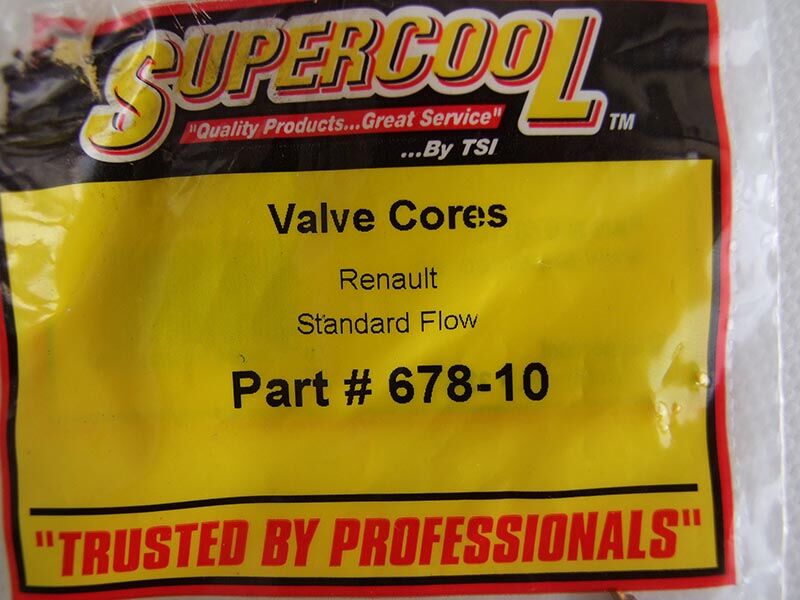 SUPERCOOL
"Quality Products...Great Service" TM
...By TSI
Valve Cores
Renault
Standard Flow
Part # 678-10
"TRUSTED BY PROFESSIONALS"